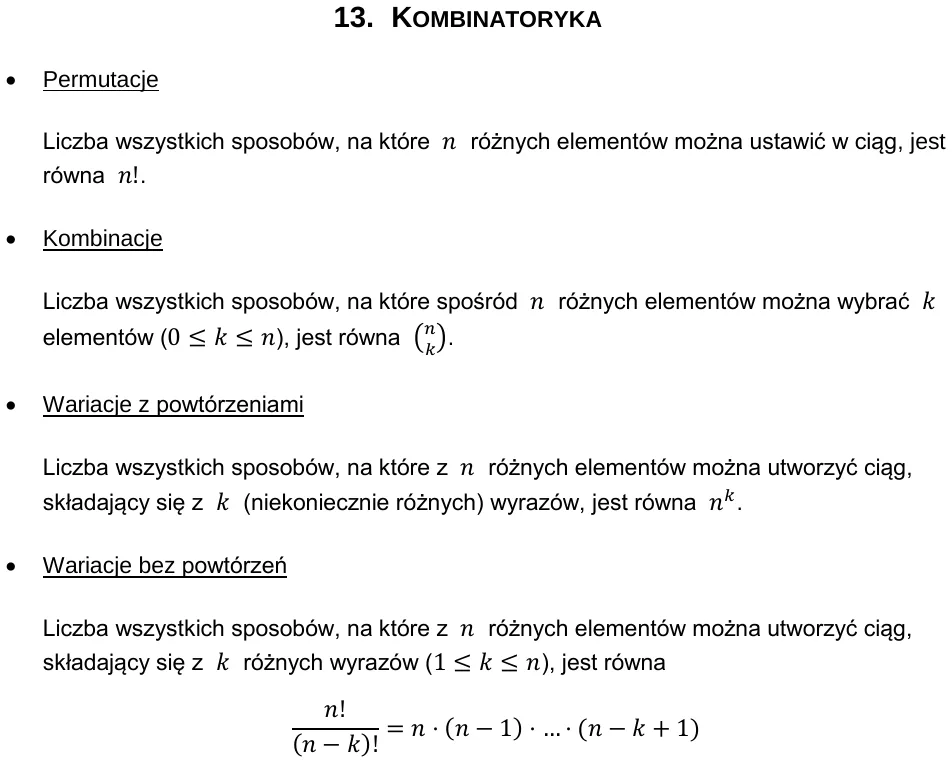 13. KOMBINATORYKA
• Permutacje
Liczba wszystkich sposobów, na które n różnych elementów można ustawić w ciąg, jest
równa n!.
• Kombinacje
Liczba wszystkich sposobów, na które spośród n różnych elementów można wybrać k
elementów (0 ≤ k ≤ n), jest równa (n k).
• Wariacje z powtórzeniami
Liczba wszystkich sposobów, na które z n różnych elementów można utworzyć ciąg,
składający się z k (niekoniecznie różnych) wyrazów, jest równa n^k.
• Wariacje bez powtórzeń
Liczba wszystkich sposobów, na które z n różnych elementów można utworzyć ciąg,
składający się z k różnych wyrazów (1 ≤ k ≤ n), jest równa
n!/(n − k)! = n · (n − 1) · … · (n − k + 1)